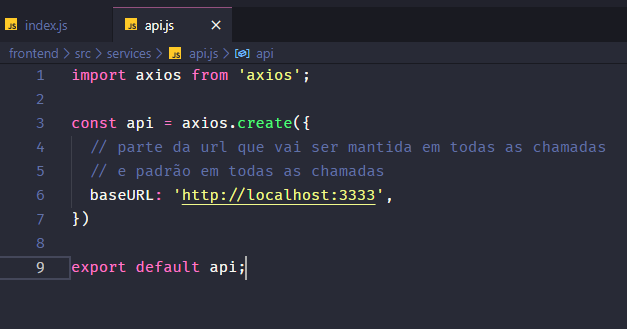 JS index.js JS api.js ×
frontend > src > services > JS api.js > api
1 import axios from 'axios';
2
3 const api = axios.create({
4 // parte da url que vai ser mantida em todas as chamadas
5 // e padrão em todas as chamadas
6 baseURL: 'http://localhost:3333',
7 })
8
9 export default api;